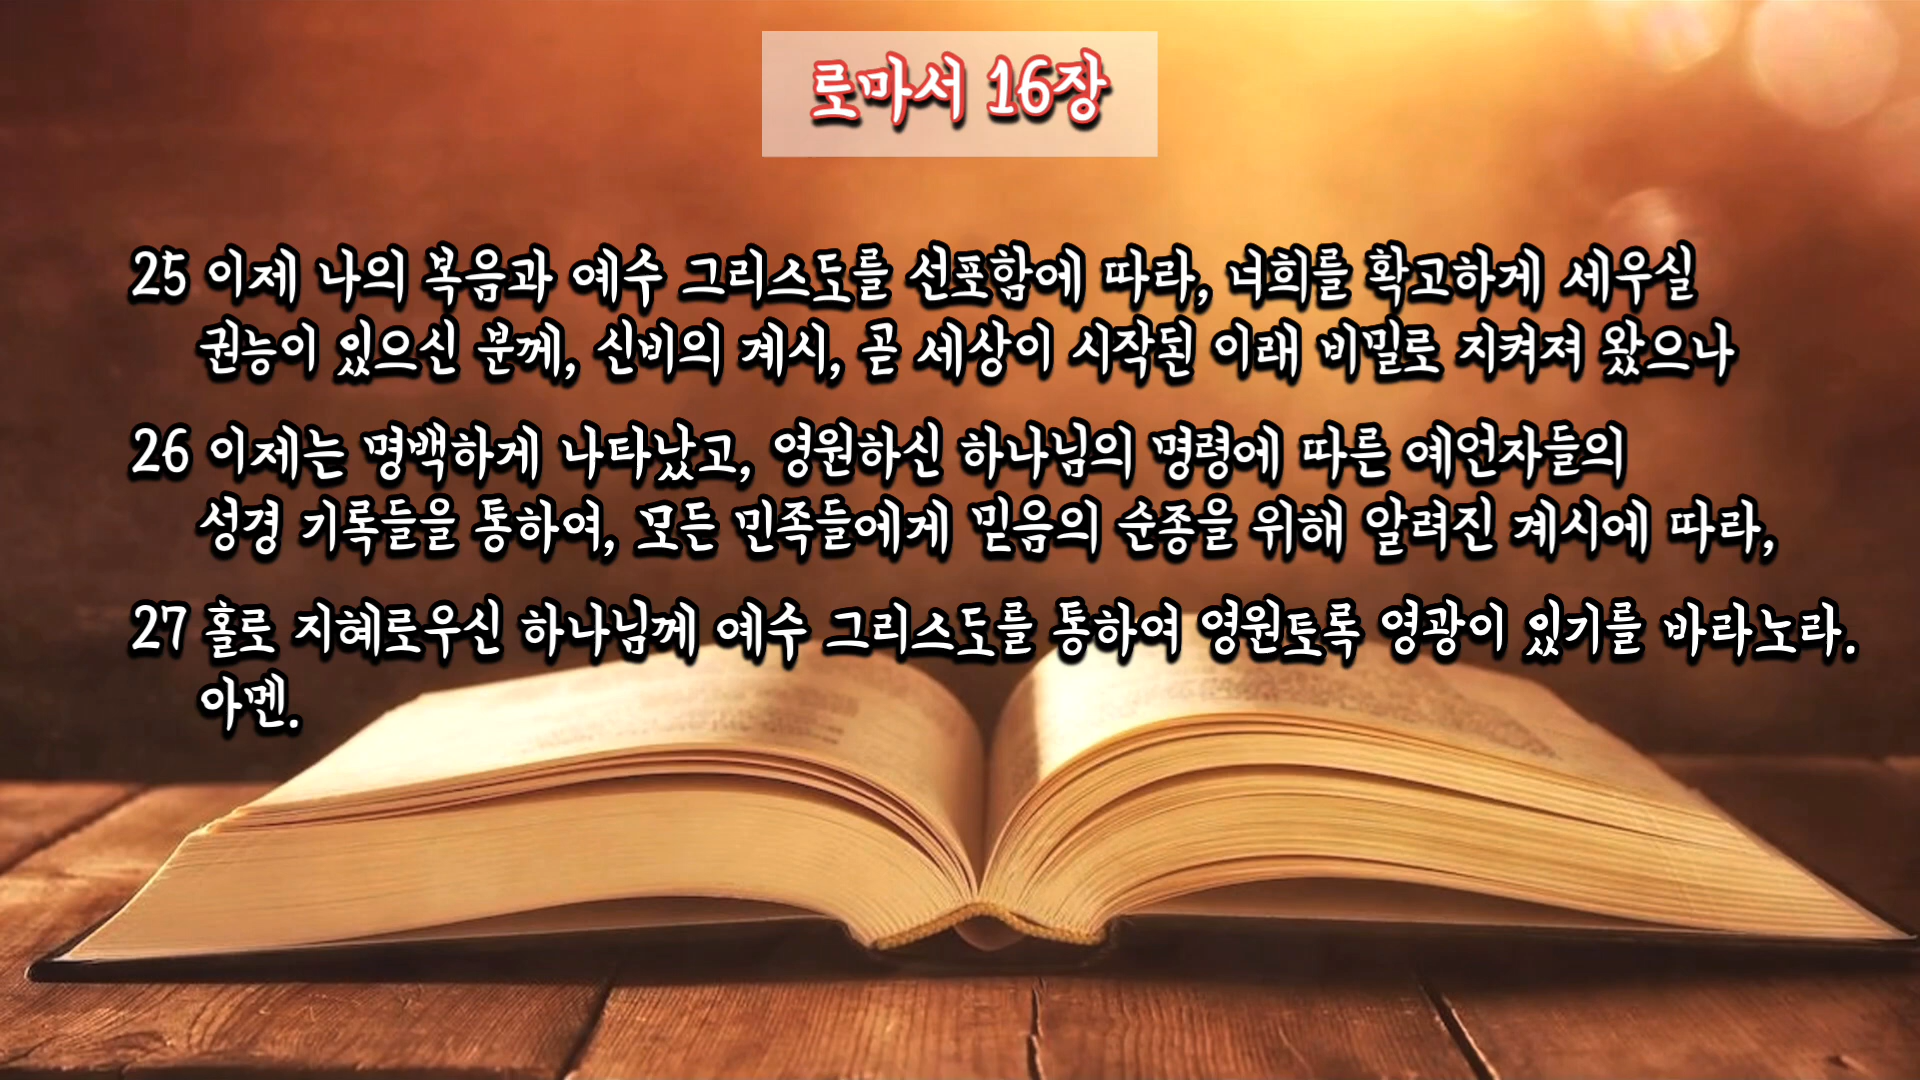 로마서 16장
25 이제 나의 복음과 예수 그리스도를 선포함에 따라, 너희를 확고하게 세우실
권능이 있으신 분께, 신비의 계시, 곧 세상이 시작된 이래 비밀로 지켜져 왔으나
26 이제는 명백하게 나타났고, 영원하신 하나님의 명령에 따른 예언자들의
성경 기록들을 통하여, 모든 민족들에게 믿음의 순종을 위해 알려진 계시에 따라,
27 홀로 지혜로우신 하나님께 예수 그리스도를 통하여 영원토록 영광이 있기를 바라노라.
아멘.